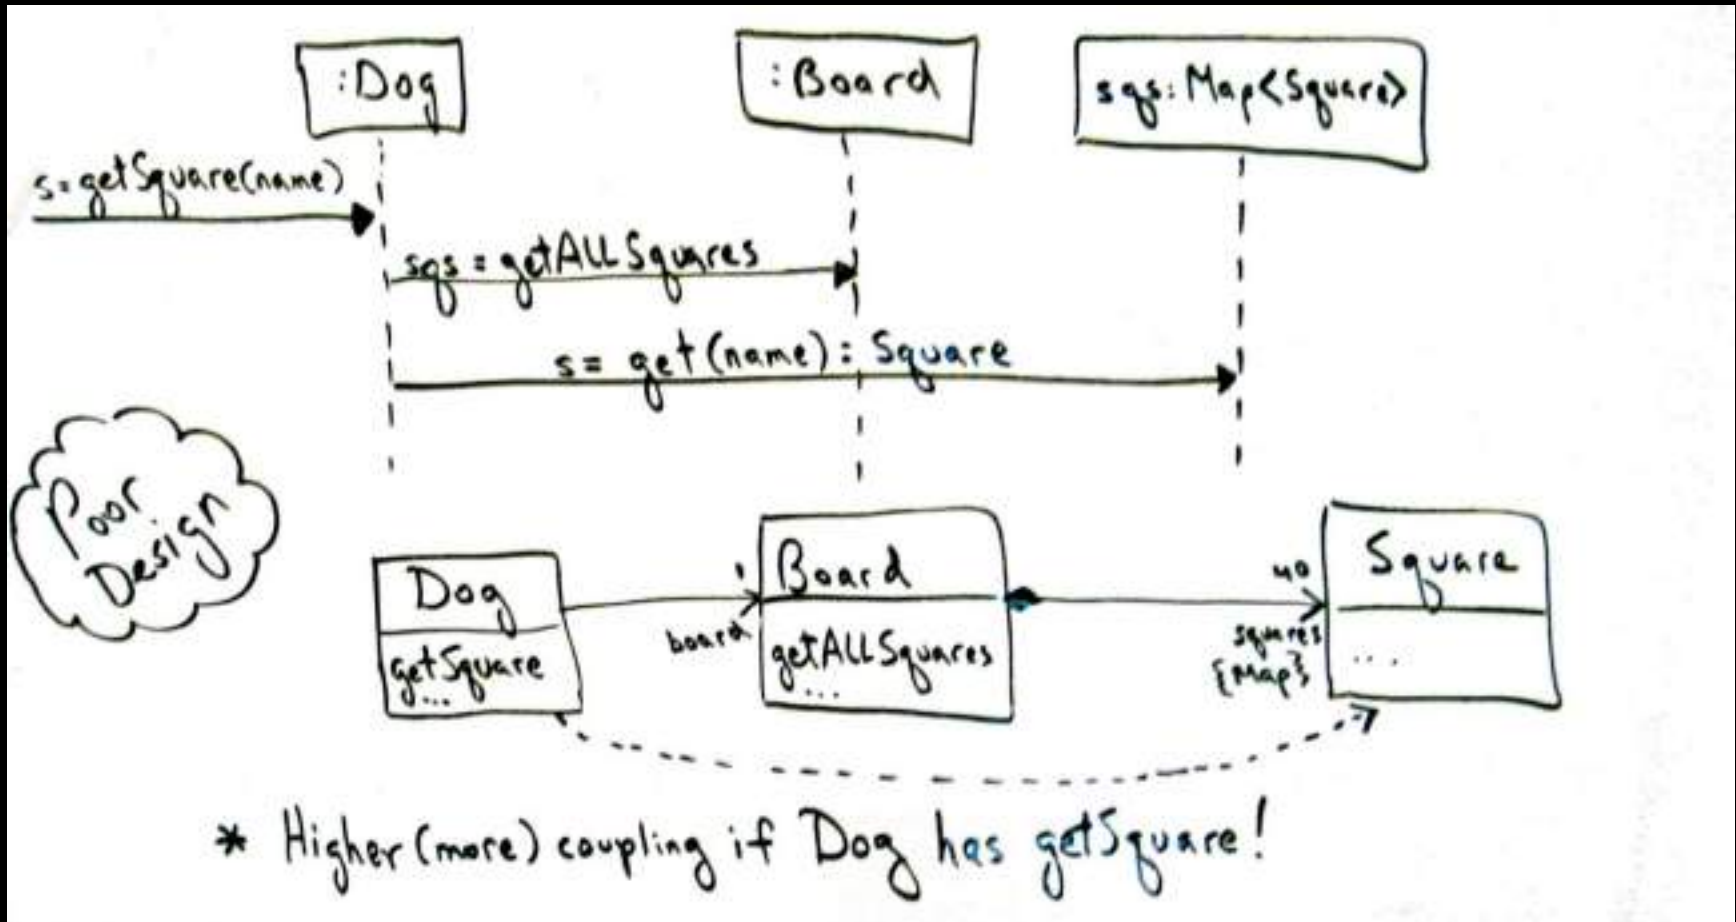 :Dog
:Board
sqs: Map<Square>
s=getSquare(name)
sqs = getALLSquares
s= get(name): Square
Poor
Design
Dog
getSquare
...
1
board
Board
getALLSquares
...
40
squares
{Map}
Square
...
* Higher (more) coupling if Dog has getSquare!